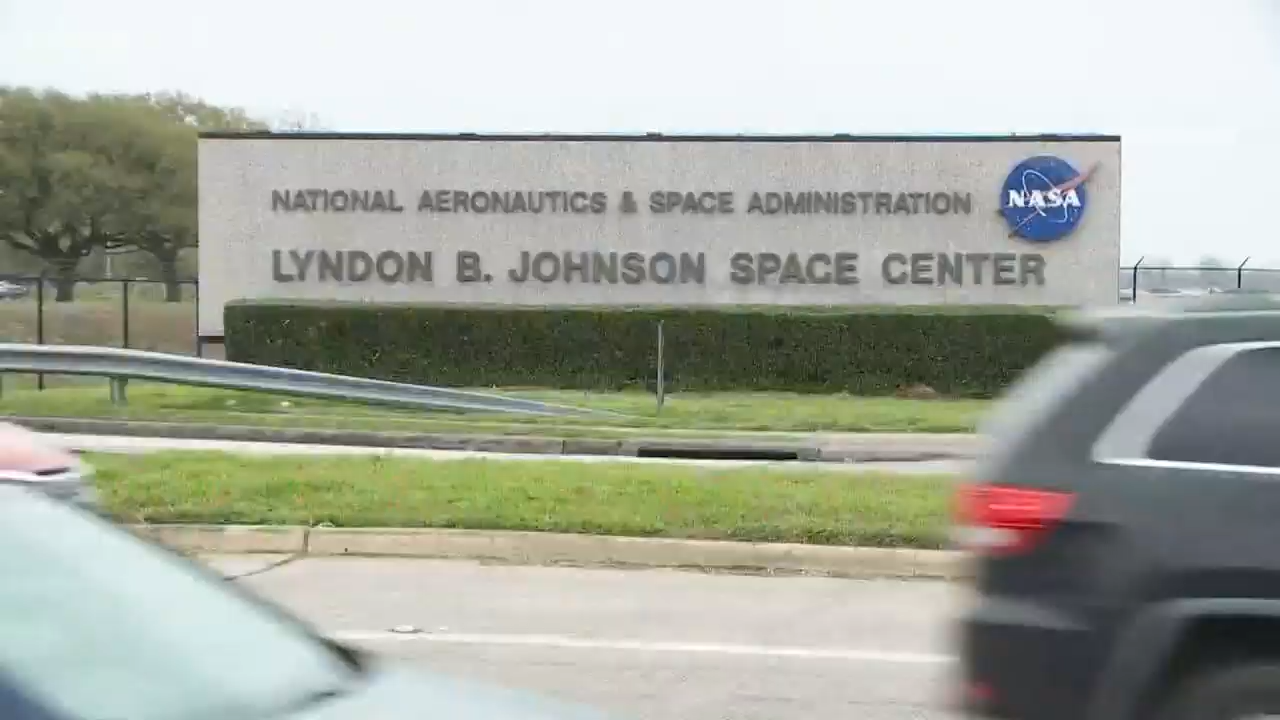 NATIONAL AERONAUTICS & SPACE ADMINISTRATION
NASA
LYNDON B. JOHNSON SPACE CENTER